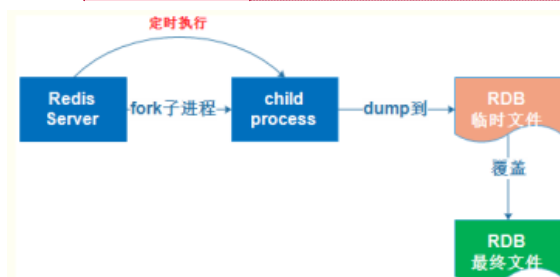 定时执行
Redis
Server
fork子进程
child
process
dump到
RDB
临时文件
覆盖
RDB
最终文件